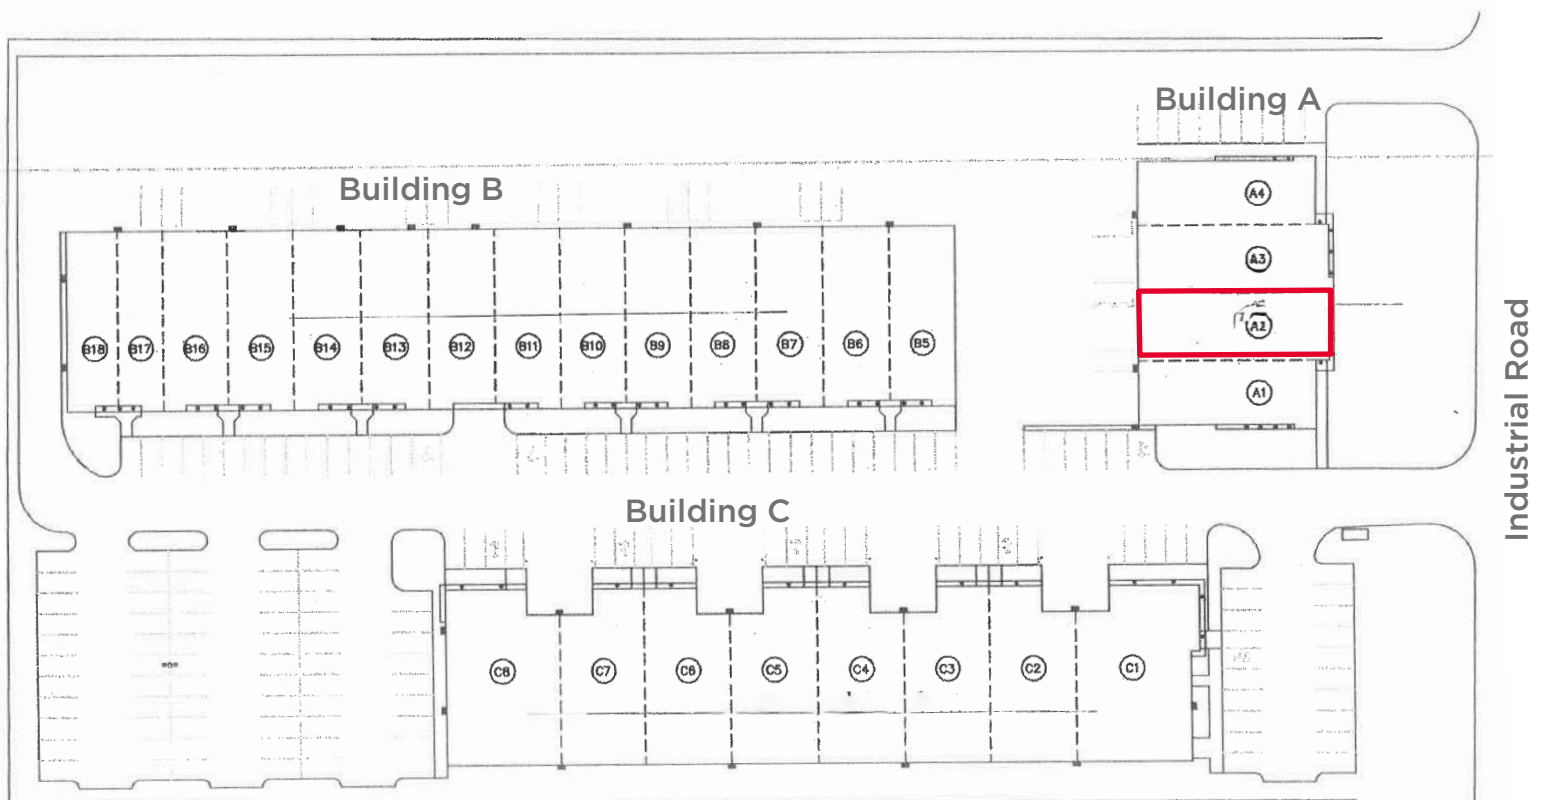 Building A
Building B
A4
A3
A2
A1
B18 B17 B16 B15 B14 B13 B12 B11 B10 B9 B8 B7 B6 B5
Industrial Road
Building C
C8 C7 C6 C5 C4 C3 C2 C1